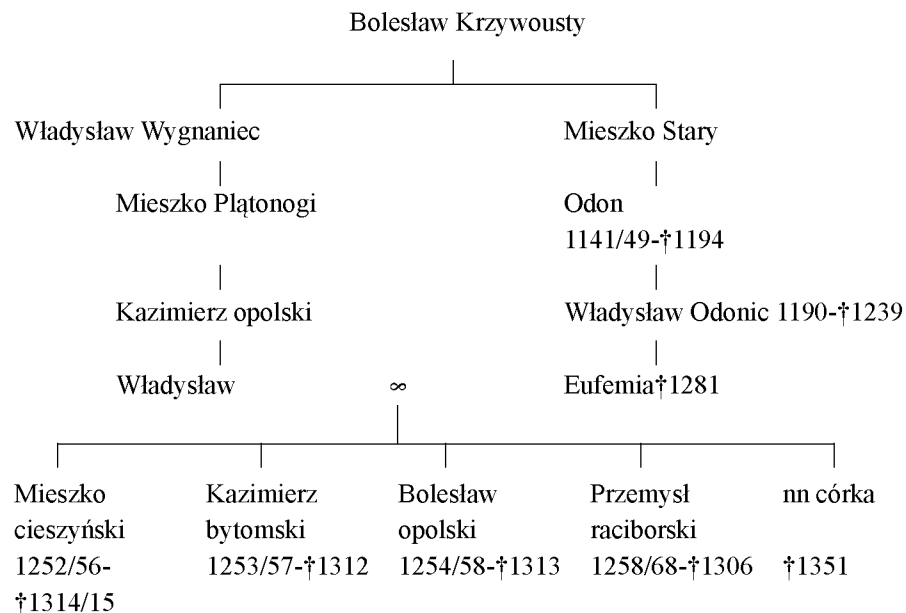 Bolesław Krzywousty
Władysław Wygnaniec
Mieszko Stary
Mieszko Plątonogi
Odon
1141/49-†1194
Kazimierz opolski
Władysław Odonic 1190-†1239
Władysław
∞
Eufemia†1281
Mieszko
cieszyński
1252/56-
†1314/15
Kazimierz
bytomski
1253/57-†1312
Bolesław
opolski
1254/58-†1313
Przemysł
raciborski
1258/68-†1306
nn córka
†1351